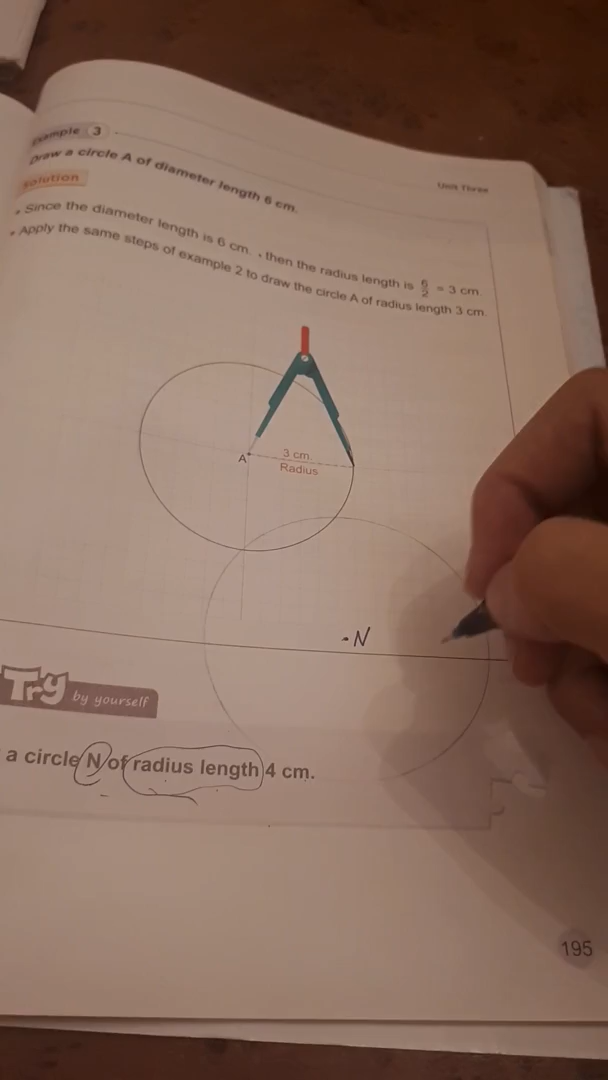 Example 3
Unit Three
Draw a circle A of diameter length 6 cm.
Solution
• Since the diameter length is 6 cm. , then the radius length is 6/2 = 3 cm.
• Apply the same steps of example 2 to draw the circle A of radius length 3 cm.
A
3 cm.
Radius
N
Try by yourself
a circle N of radius length 4 cm.
195